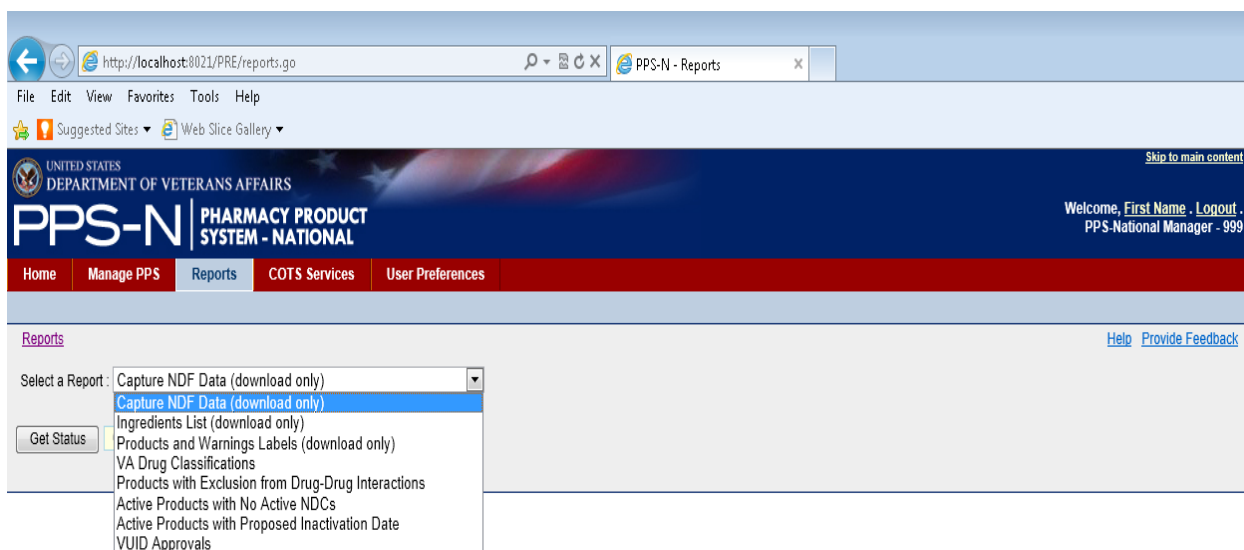 http://localhost:8021/PRE/reports.go
PPS-N - Reports
File Edit View Favorites Tools Help
Suggested Sites Web Slice Gallery
UNITED STATES
DEPARTMENT OF VETERANS AFFAIRS
PPS-N
PHARMACY PRODUCT
SYSTEM - NATIONAL
Skip to main content
Welcome, First Name . Logout .
PPS-National Manager - 999
Home Manage PPS Reports COTS Services User Preferences
Reports
Help Provide Feedback
Select a Report : Capture NDF Data (download only)
Capture NDF Data (download only)
Ingredients List (download only)
Get Status
Products and Warnings Labels (download only)
VA Drug Classifications
Products with Exclusion from Drug-Drug Interactions
Active Products with No Active NDCs
Active Products with Proposed Inactivation Date
VUID Approvals